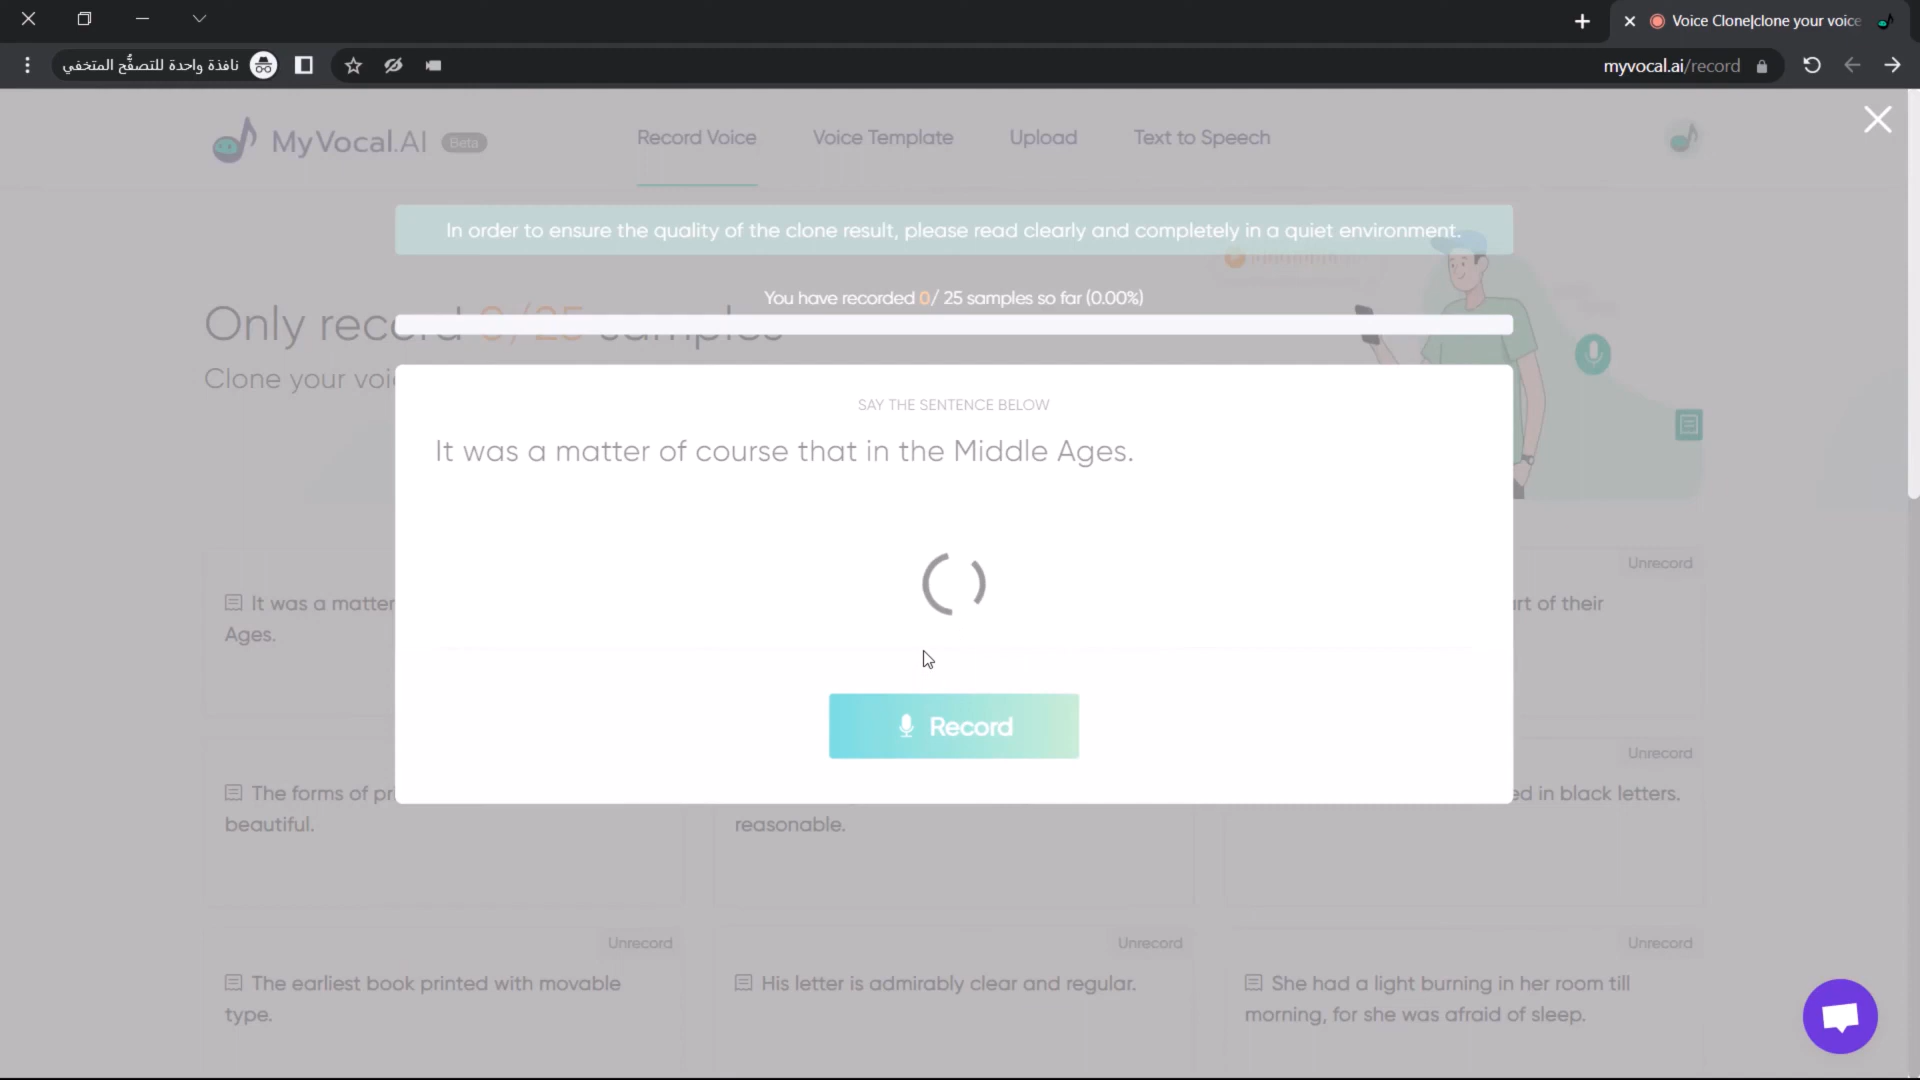 Voice Clone|clone your voice
نافذة واحدة للتصفُّح المتخفي
myvocal.ai/record
MyVocal.AI Beta
Record Voice
Voice Template
Upload
Text to Speech
In order to ensure the quality of the clone result, please read clearly and completely in a quiet environment.
You have recorded 0/ 25 samples so far (0.00%)
Only record 0/25 samples
Clone your voi
SAY THE SENTENCE BELOW
It was a matter of course that in the Middle Ages.
Record
Unrecord
It was a matter
Ages.
art of their
Unrecord
The forms of pr
beautiful.
reasonable.
ed in black letters.
Unrecord
The earliest book printed with movable
type.
Unrecord
His letter is admirably clear and regular.
Unrecord
She had a light burning in her room till
morning, for she was afraid of sleep.